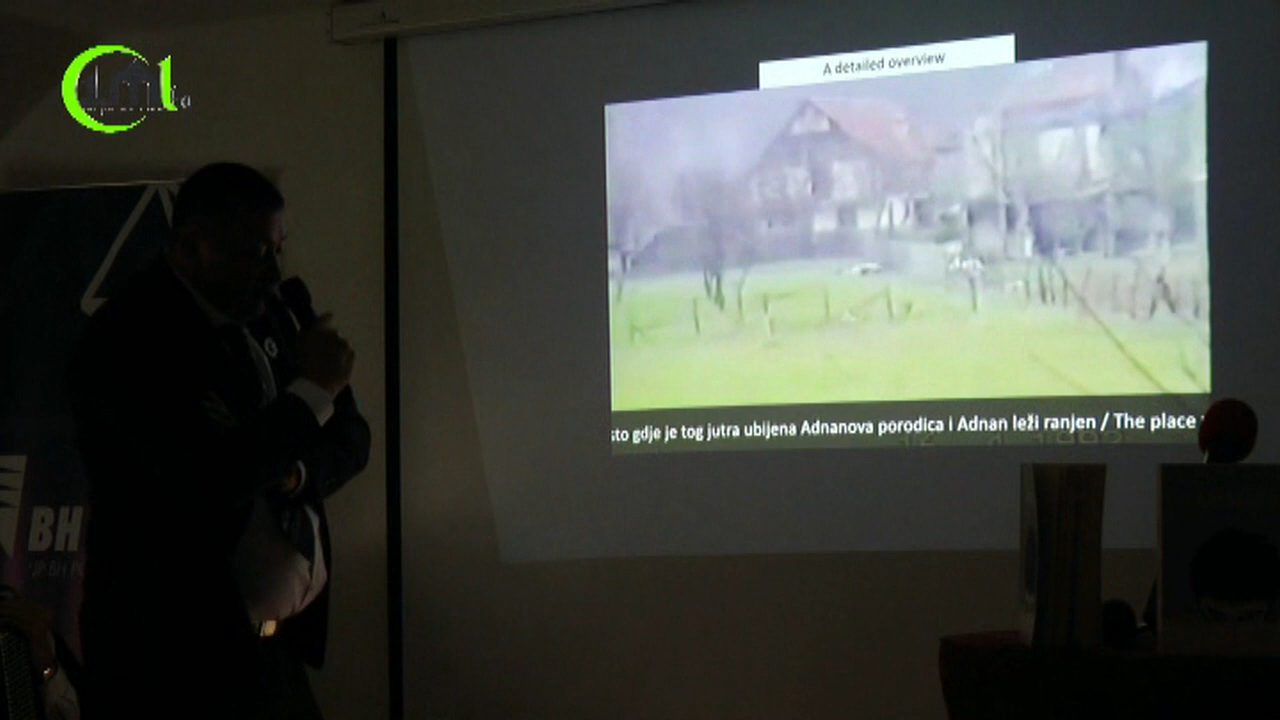 A detailed overview
sto gdje je tog jutra ubijena Adnanova porodica i Adnan leži ranjen / The place
BH